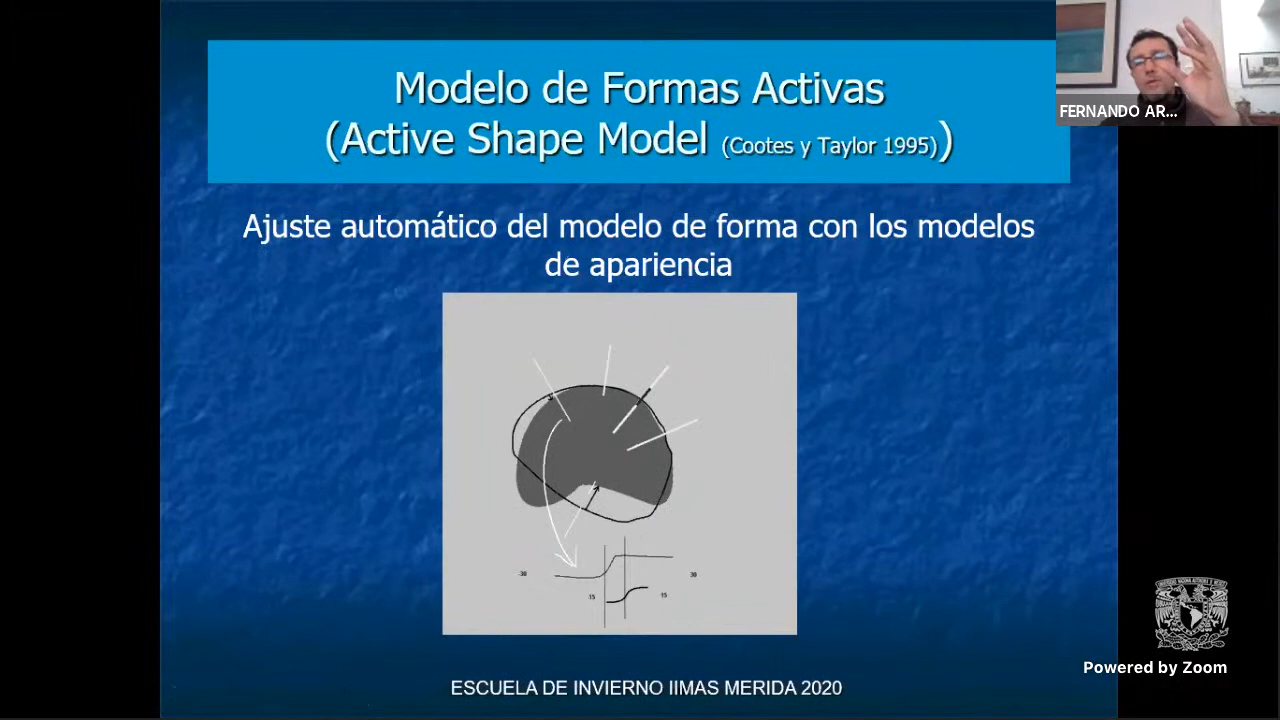 Modelo de Formas Activas
(Active Shape Model (Cootes y Taylor 1995))
FERNANDO AR...
Ajuste automático del modelo de forma con los modelos
de apariencia
-30
30
-15
Powered by Zoom
ESCUELA DE INVIERNO IIMAS MERIDA 2020